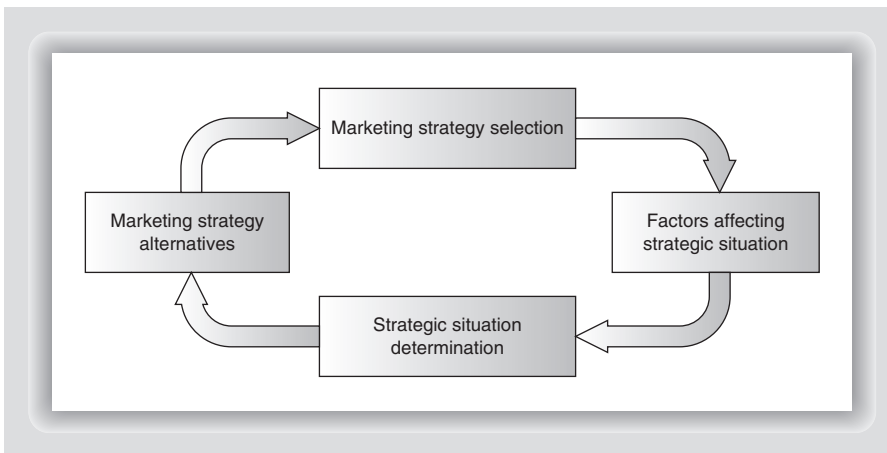 Marketing strategy selection
Marketing strategy
alternatives
Factors affecting
strategic situation
Strategic situation
determination